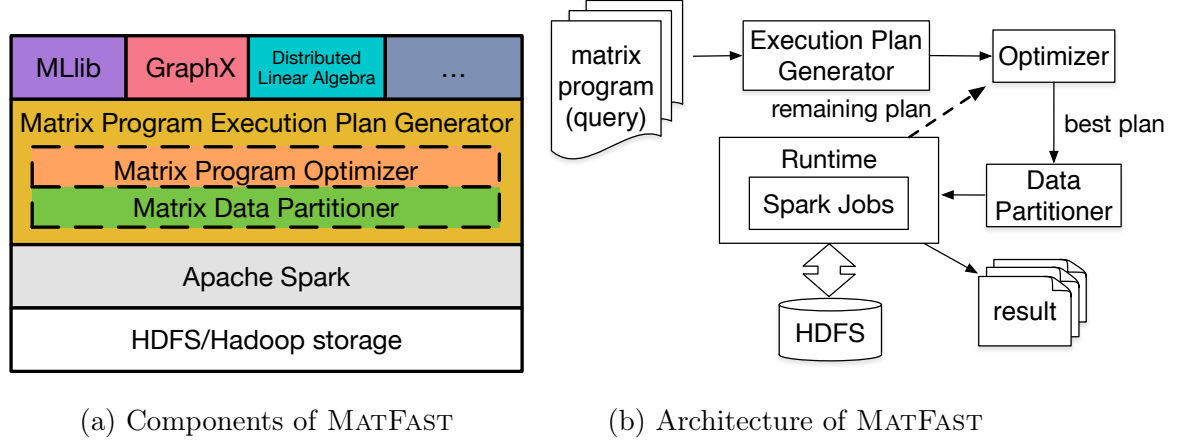 MLlib
GraphX
Distributed
Linear Algebra
...
Matrix Program Execution Plan Generator
Matrix Program Optimizer
Matrix Data Partitioner
Apache Spark
HDFS/Hadoop storage
(a) Components of MATFAST
matrix
program
(query)
Execution Plan
Generator
Optimizer
remaining plan
best plan
Runtime
Spark Jobs
Data
Partitioner
HDFS
result
(b) Architecture of MATFAST